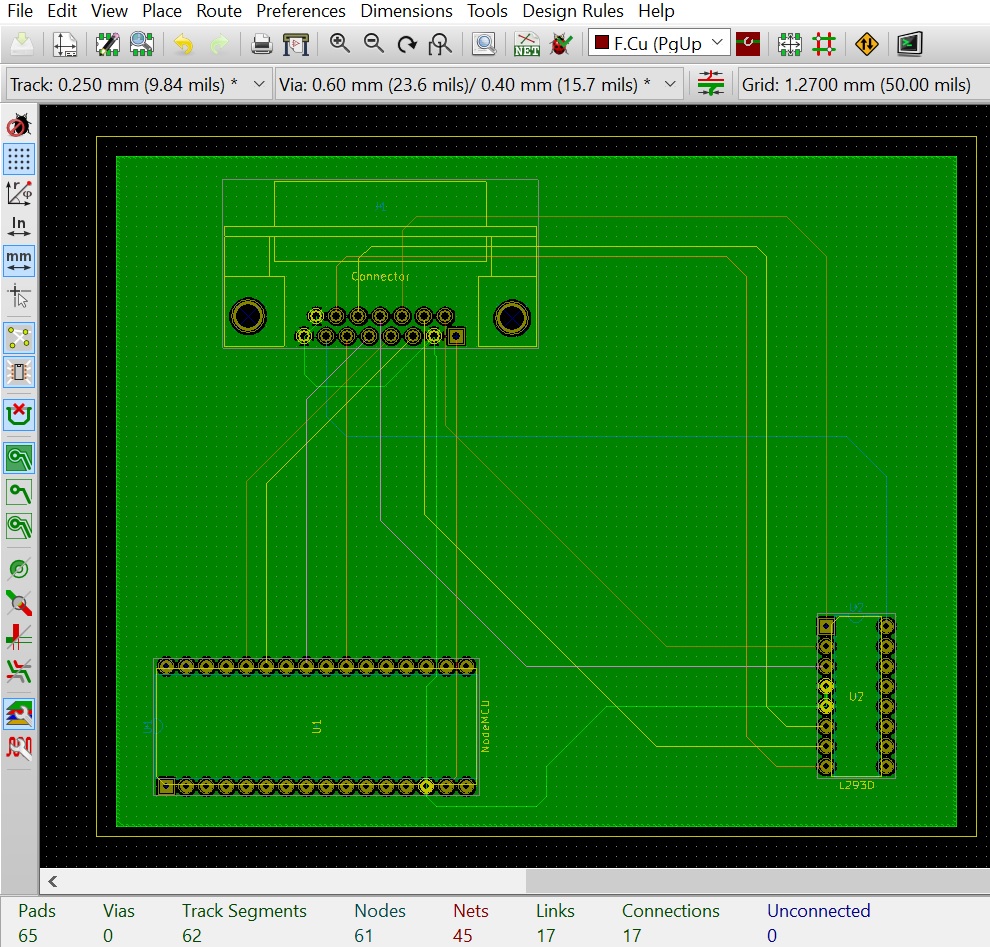 File Edit View Place Route Preferences Dimensions Tools Design Rules Help
NET F.Cu (PgUp
Track: 0.250 mm (9.84 mils) * Via: 0.60 mm (23.6 mils)/ 0.40 mm (15.7 mils) * Grid: 1.2700 mm (50.00 mils)
In
mm
Connector
U2
U1
NodeMCU
L293D
Pads Vias Track Segments Nodes Nets Links Connections Unconnected
65 0 62 61 45 17 17 0